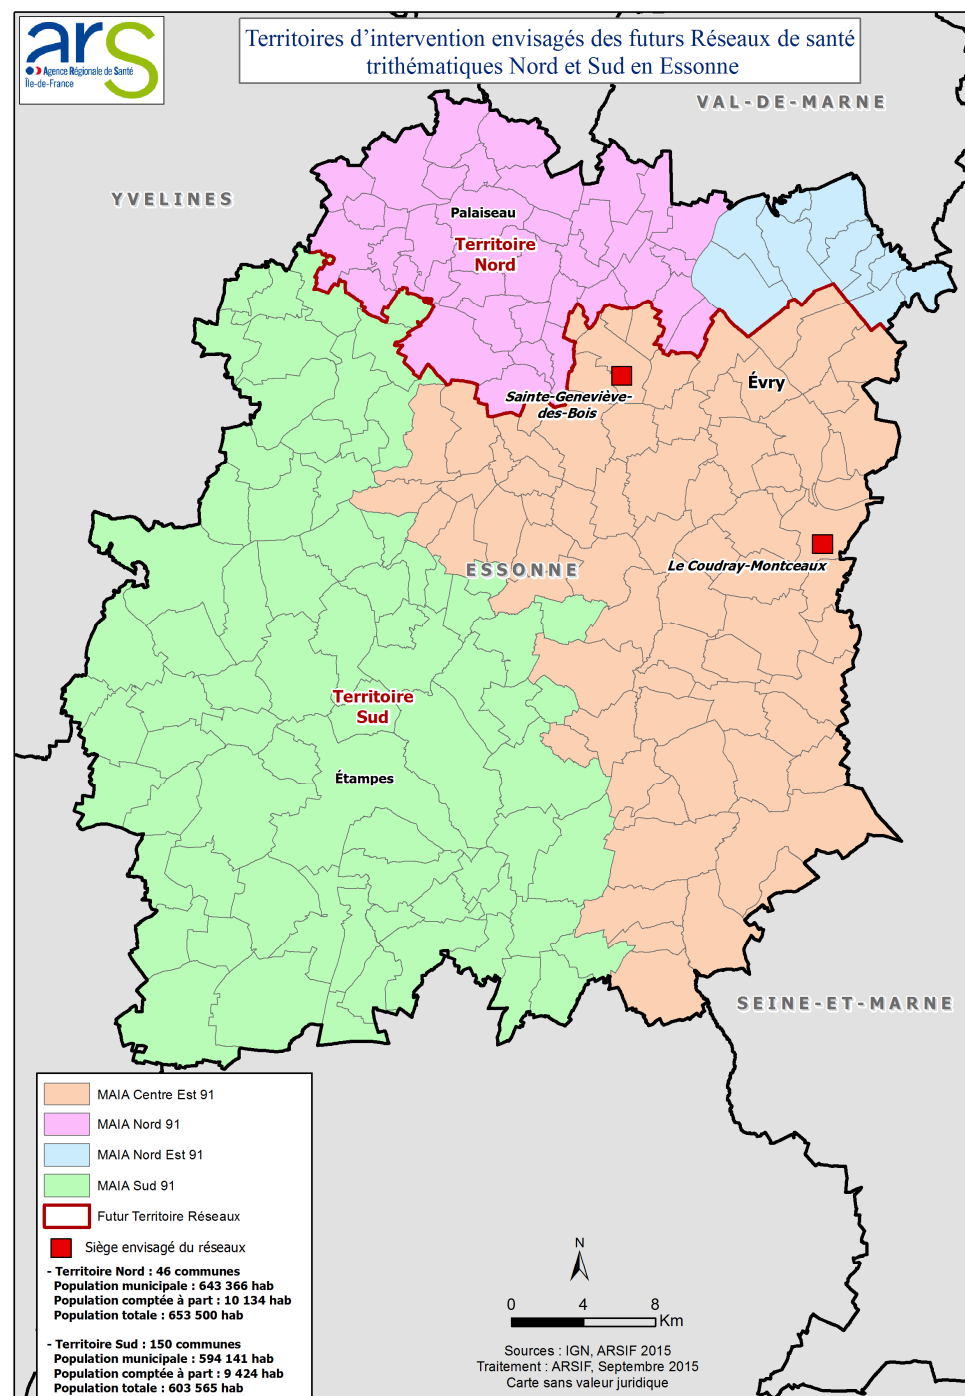 ars
Agence Régionale de Santé
Île-de-France
Territoires d'intervention envisagés des futurs Réseaux de santé
trithématiques Nord et Sud en Essonne
VAL-DE-MARNE
YVELINES
Palaiseau
Territoire
Nord
Évry
Sainte-Geneviève-
des-Bois
ESSONNE
Le Coudray-Montceaux
Territoire
Sud
Étampes
SEINE-ET-MARNE
MAIA Centre Est 91
MAIA Nord 91
MAIA Nord Est 91
MAIA Sud 91
Futur Territoire Réseaux
Siège envisagé du réseaux
- Territoire Nord : 46 communes
Population municipale : 643 366 hab
Population comptée à part : 10 134 hab
Population totale : 653 500 hab
- Territoire Sud : 150 communes
Population municipale : 594 141 hab
Population comptée à part : 9 424 hab
Population totale : 603 565 hab
N
0 4 8
Km
Sources : IGN, ARSIF 2015
Traitement : ARSIF, Septembre 2015
Carte sans valeur juridique